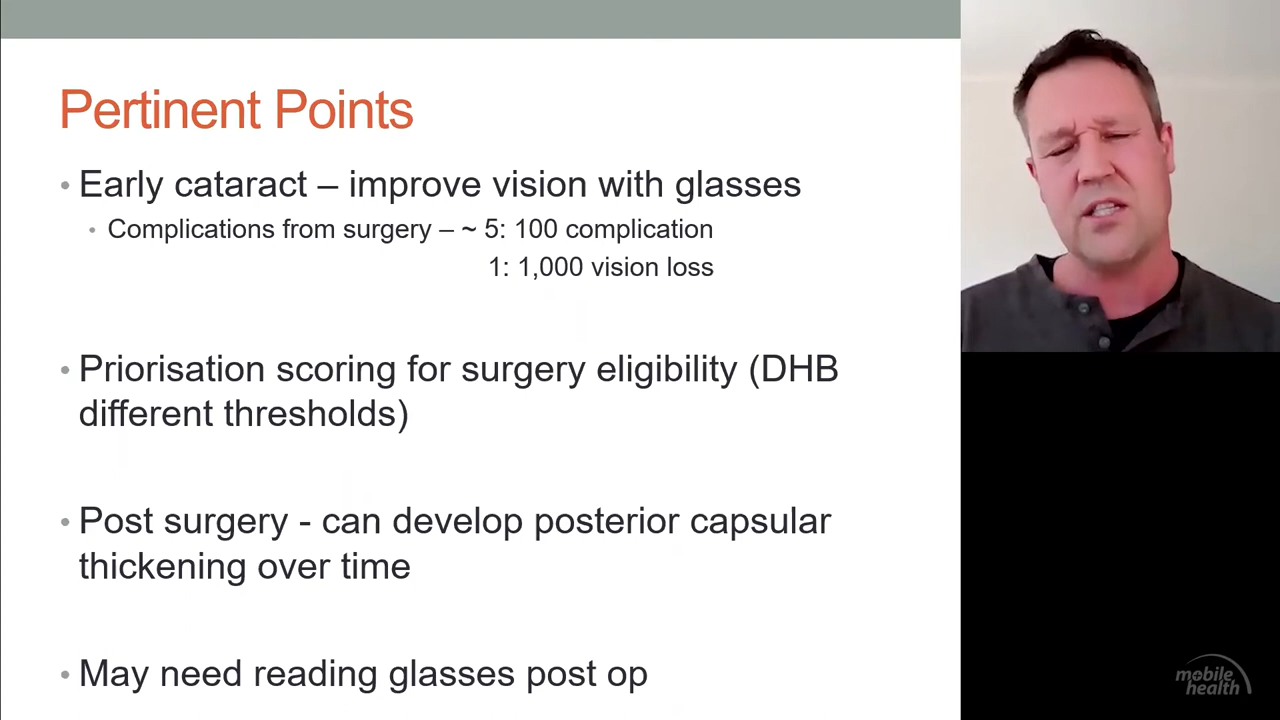 Pertinent Points
• Early cataract – improve vision with glasses
• Complications from surgery – ~ 5: 100 complication
1: 1,000 vision loss
• Priorisation scoring for surgery eligibility (DHB
different thresholds)
• Post surgery - can develop posterior capsular
thickening over time
• May need reading glasses post op
mobile
health